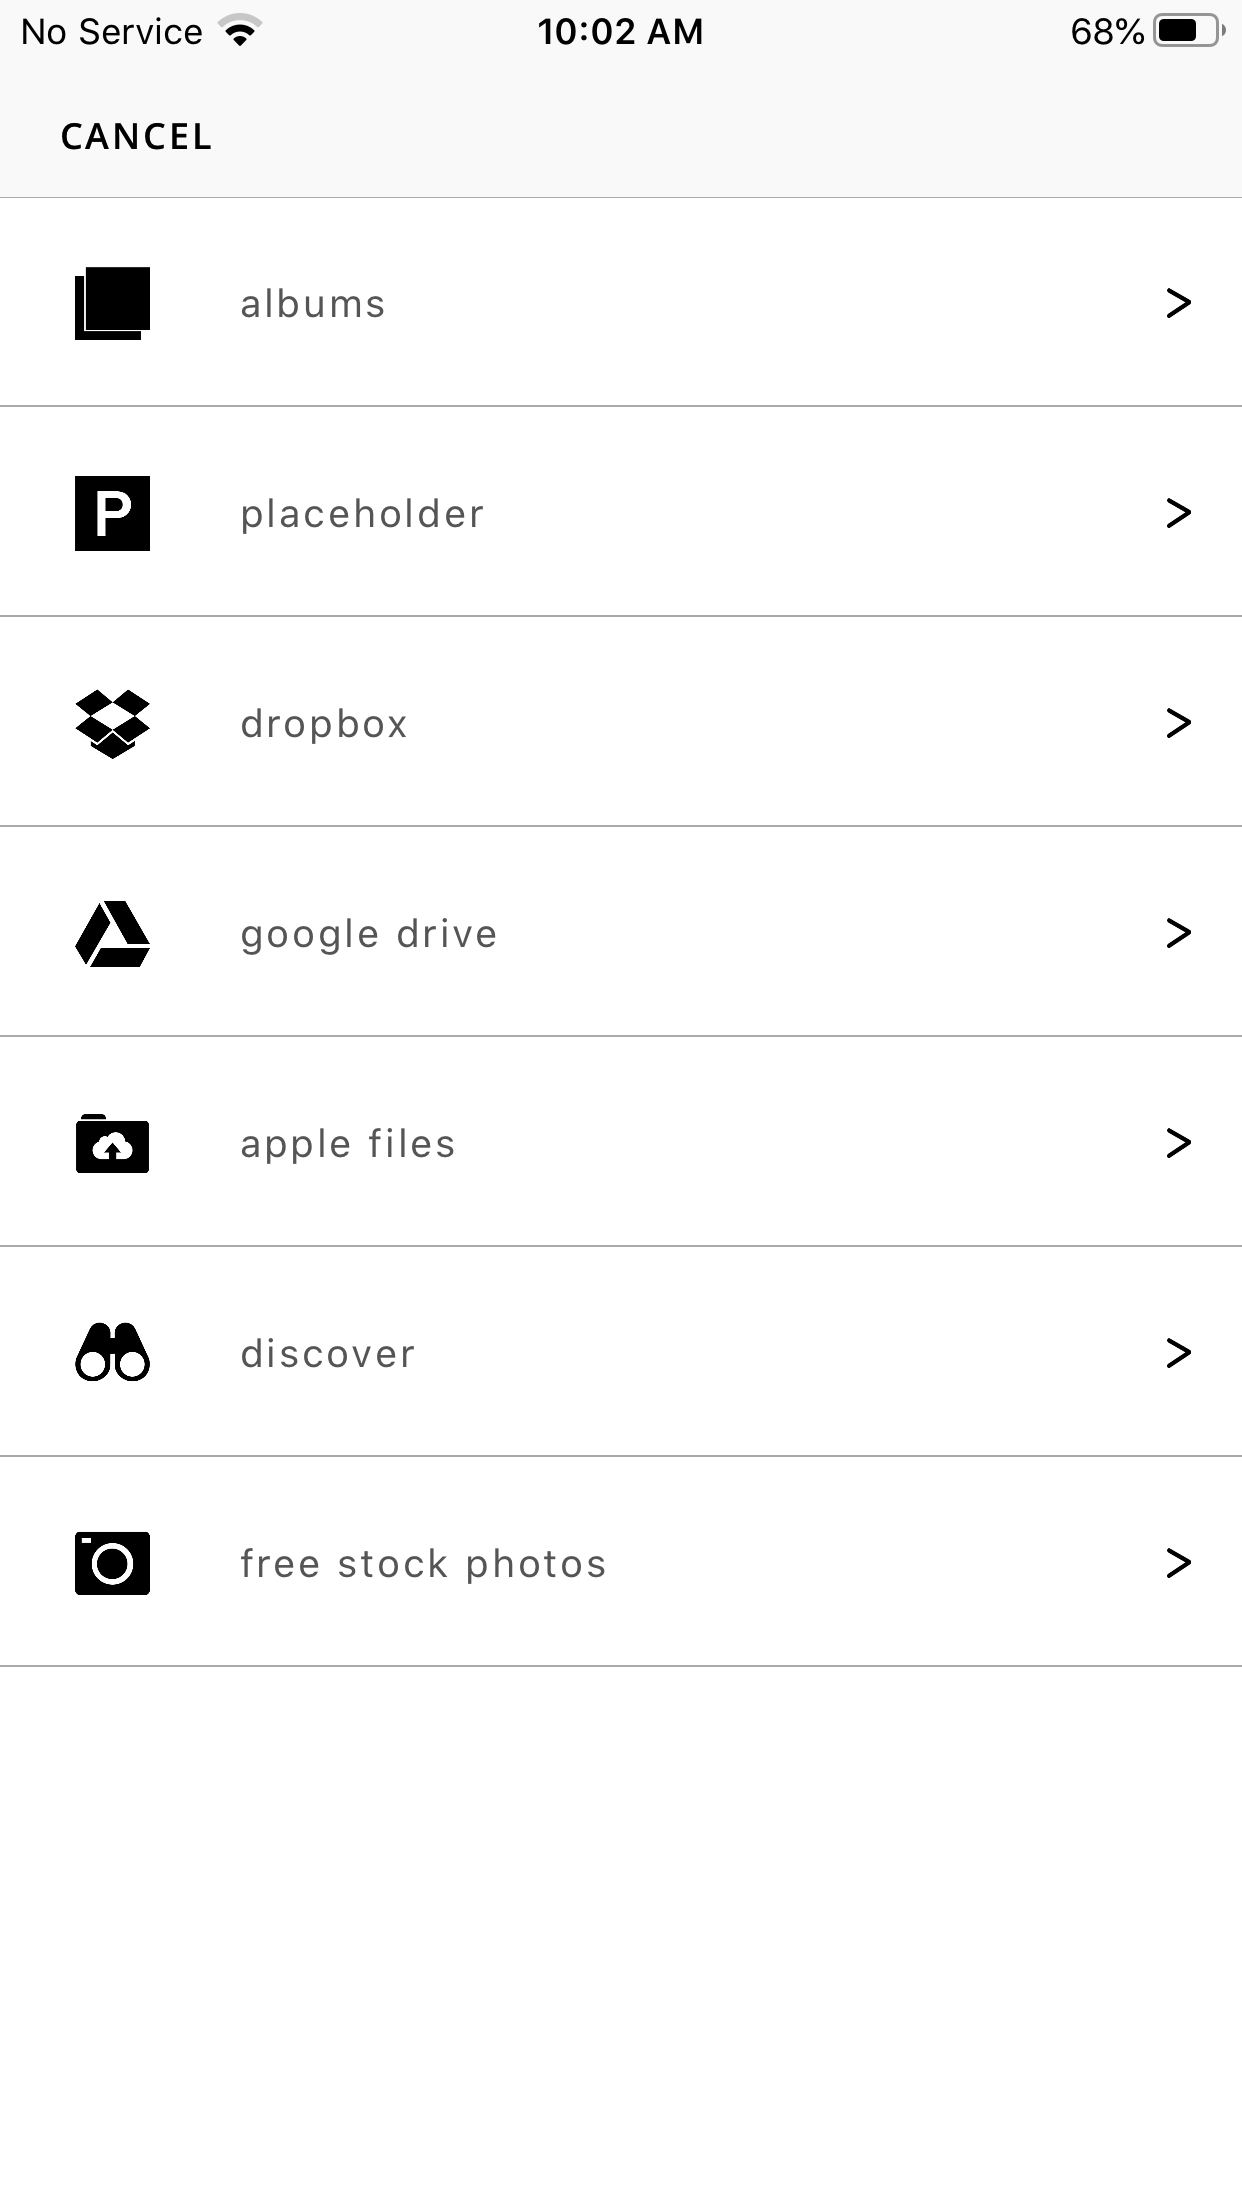 No Service 10:02 AM 68%
CANCEL
albums >
P placeholder >
dropbox >
google drive >
apple files >
discover >
free stock photos >